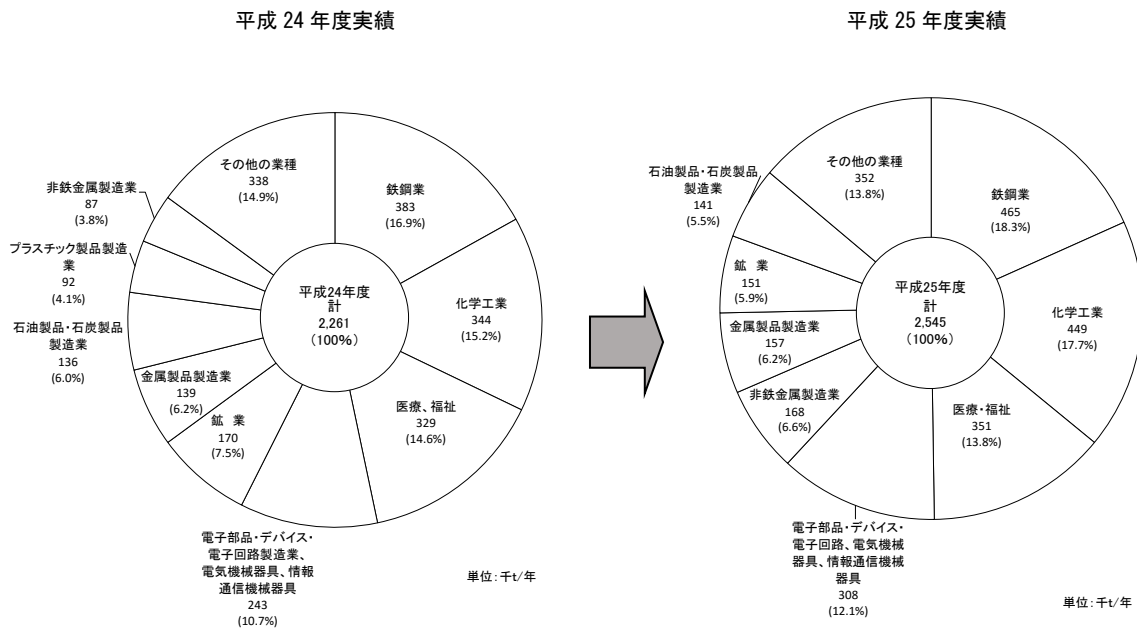 平成 24 年度実績
その他の業種
338
(14.9%)
鉄鋼業
383
(16.9%)
化学工業
344
(15.2%)
医療、福祉
329
(14.6%)
電子部品・デバイス・
電子回路製造業、
電気機械器具、情報
通信機械器具
243
(10.7%)
鉱 業
170
(7.5%)
金属製品製造業
139
(6.2%)
石油製品・石炭製品
製造業
136
(6.0%)
プラスチック製品製造
業
92
(4.1%)
非鉄金属製造業
87
(3.8%)
平成24年度
計
2,261
(100%)
単位：千t/年
平成 25 年度実績
その他の業種
352
(13.8%)
鉄鋼業
465
(18.3%)
化学工業
449
(17.7%)
医療・福祉
351
(13.8%)
電子部品・デバイス・
電子回路、電気機械
器具、情報通信機械
器具
308
(12.1%)
非鉄金属製造業
168
(6.6%)
金属製品製造業
157
(6.2%)
鉱 業
151
(5.9%)
石油製品・石炭製品
製造業
141
(5.5%)
平成25年度
計
2,545
(100%)
単位：千t/年